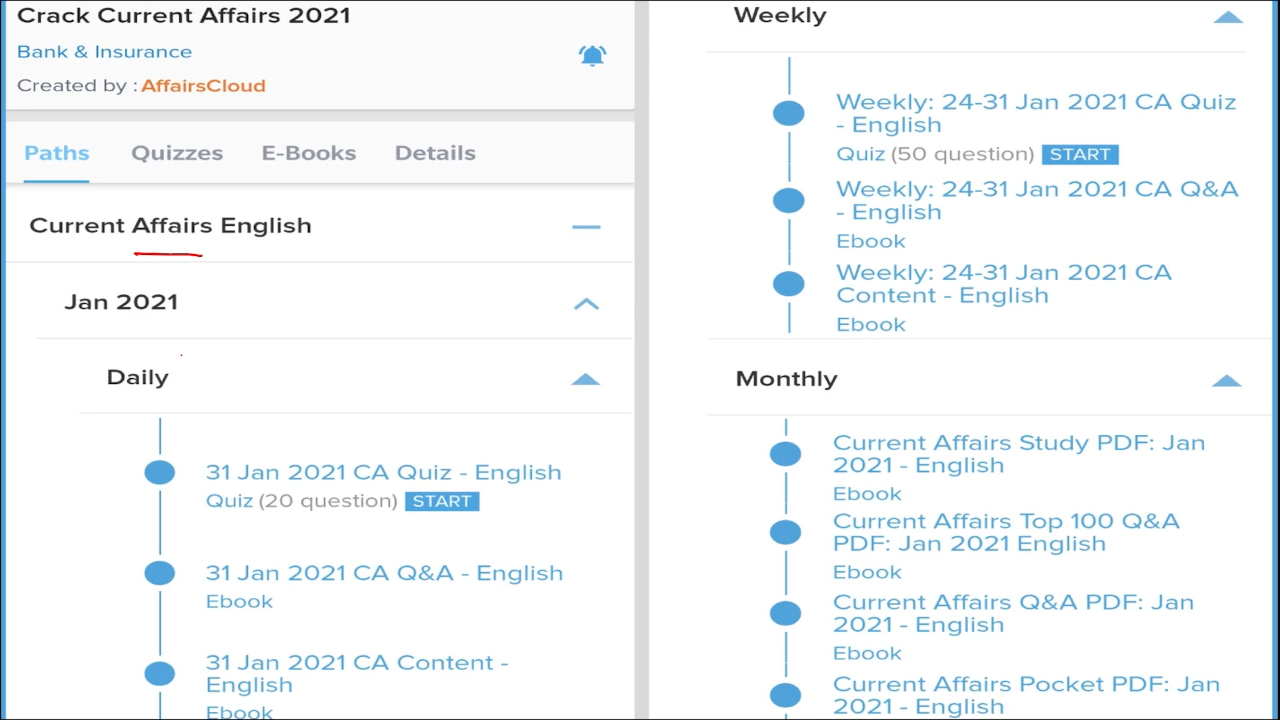 Crack Current Affairs 2021
Bank & Insurance
Created by : AffairsCloud
Paths Quizzes E-Books Details
Current Affairs English
Jan 2021
Daily
31 Jan 2021 CA Quiz - English
Quiz (20 question) START
31 Jan 2021 CA Q&A - English
Ebook
31 Jan 2021 CA Content -
English
Ebook
Weekly
Weekly: 24-31 Jan 2021 CA Quiz
- English
Quiz (50 question) START
Weekly: 24-31 Jan 2021 CA Q&A
- English
Ebook
Weekly: 24-31 Jan 2021 CA
Content - English
Ebook
Monthly
Current Affairs Study PDF: Jan
2021 - English
Ebook
Current Affairs Top 100 Q&A
PDF: Jan 2021 English
Ebook
Current Affairs Q&A PDF: Jan
2021 - English
Ebook
Current Affairs Pocket PDF: Jan
2021 - English